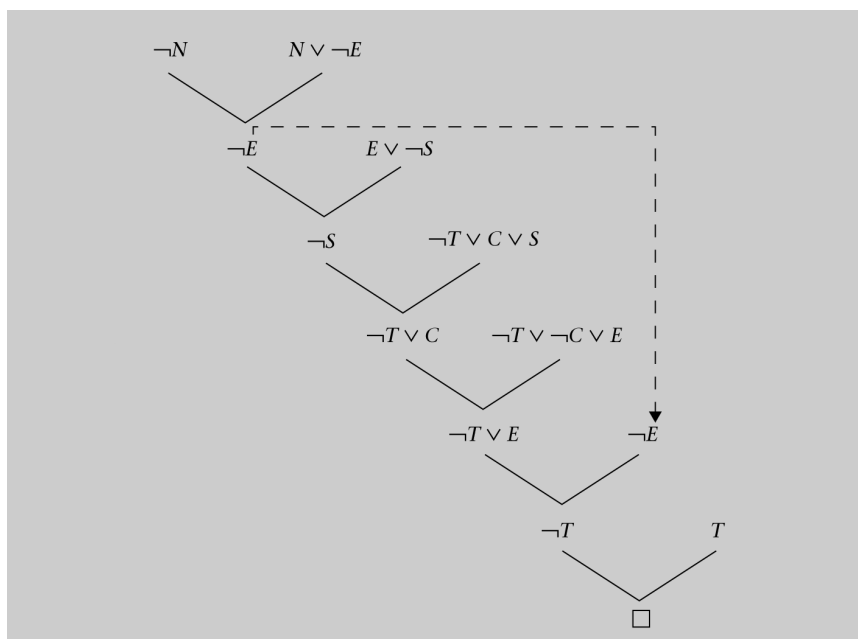 ¬N N ∨ ¬E
¬E E ∨ ¬S
¬S ¬T ∨ C ∨ S
¬T ∨ C ¬T ∨ ¬C ∨ E
¬T ∨ E ¬E
¬T T
□